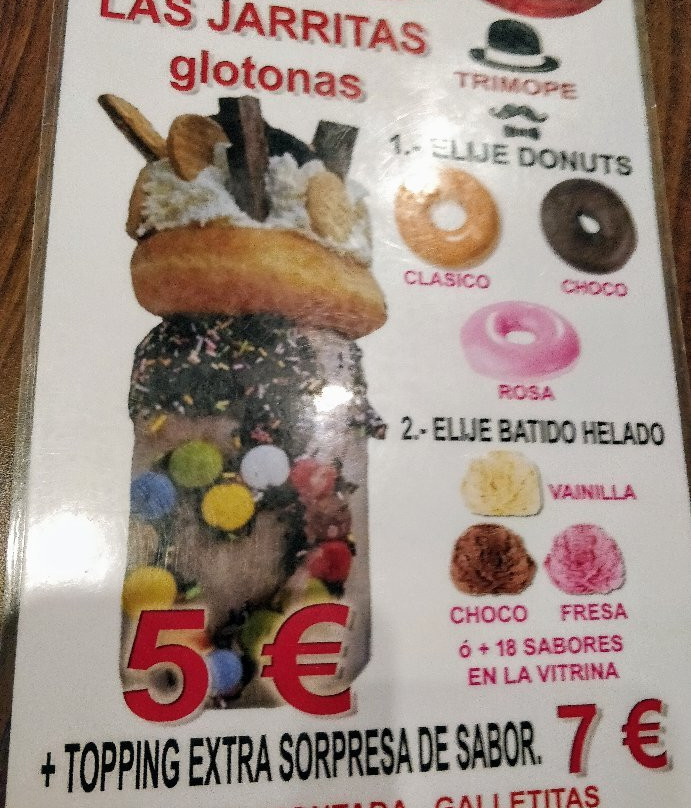 LAS JARRITAS
glotonas
TRIMOPE
1.- ELIJE DONUTS
CLASICO
CHOCO
ROSA
2.- ELIJE BATIDO HELADO
VAINILLA
CHOCO FRESA
ó + 18 SABORES
EN LA VITRINA
5 €
+ TOPPING EXTRA SORPRESA DE SABOR. 7 €
GALLETITAS